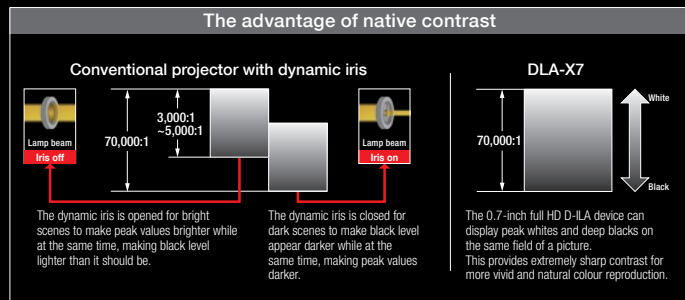 The advantage of native contrast
Conventional projector with dynamic iris
Lamp beam
Iris off
70,000:1
3,000:1
~5,000:1
Lamp beam
Iris on
The dynamic iris is opened for bright
scenes to make peak values brighter while
at the same time, making black level
lighter than it should be.
The dynamic iris is closed for
dark scenes to make black level
appear darker while at the same
time, making peak values
darker.
DLA-X7
70,000:1
White
Black
The 0.7-inch full HD D-ILA device can
display peak whites and deep blacks on
the same field of a picture.
This provides extremely sharp contrast for
more vivid and natural colour reproduction.